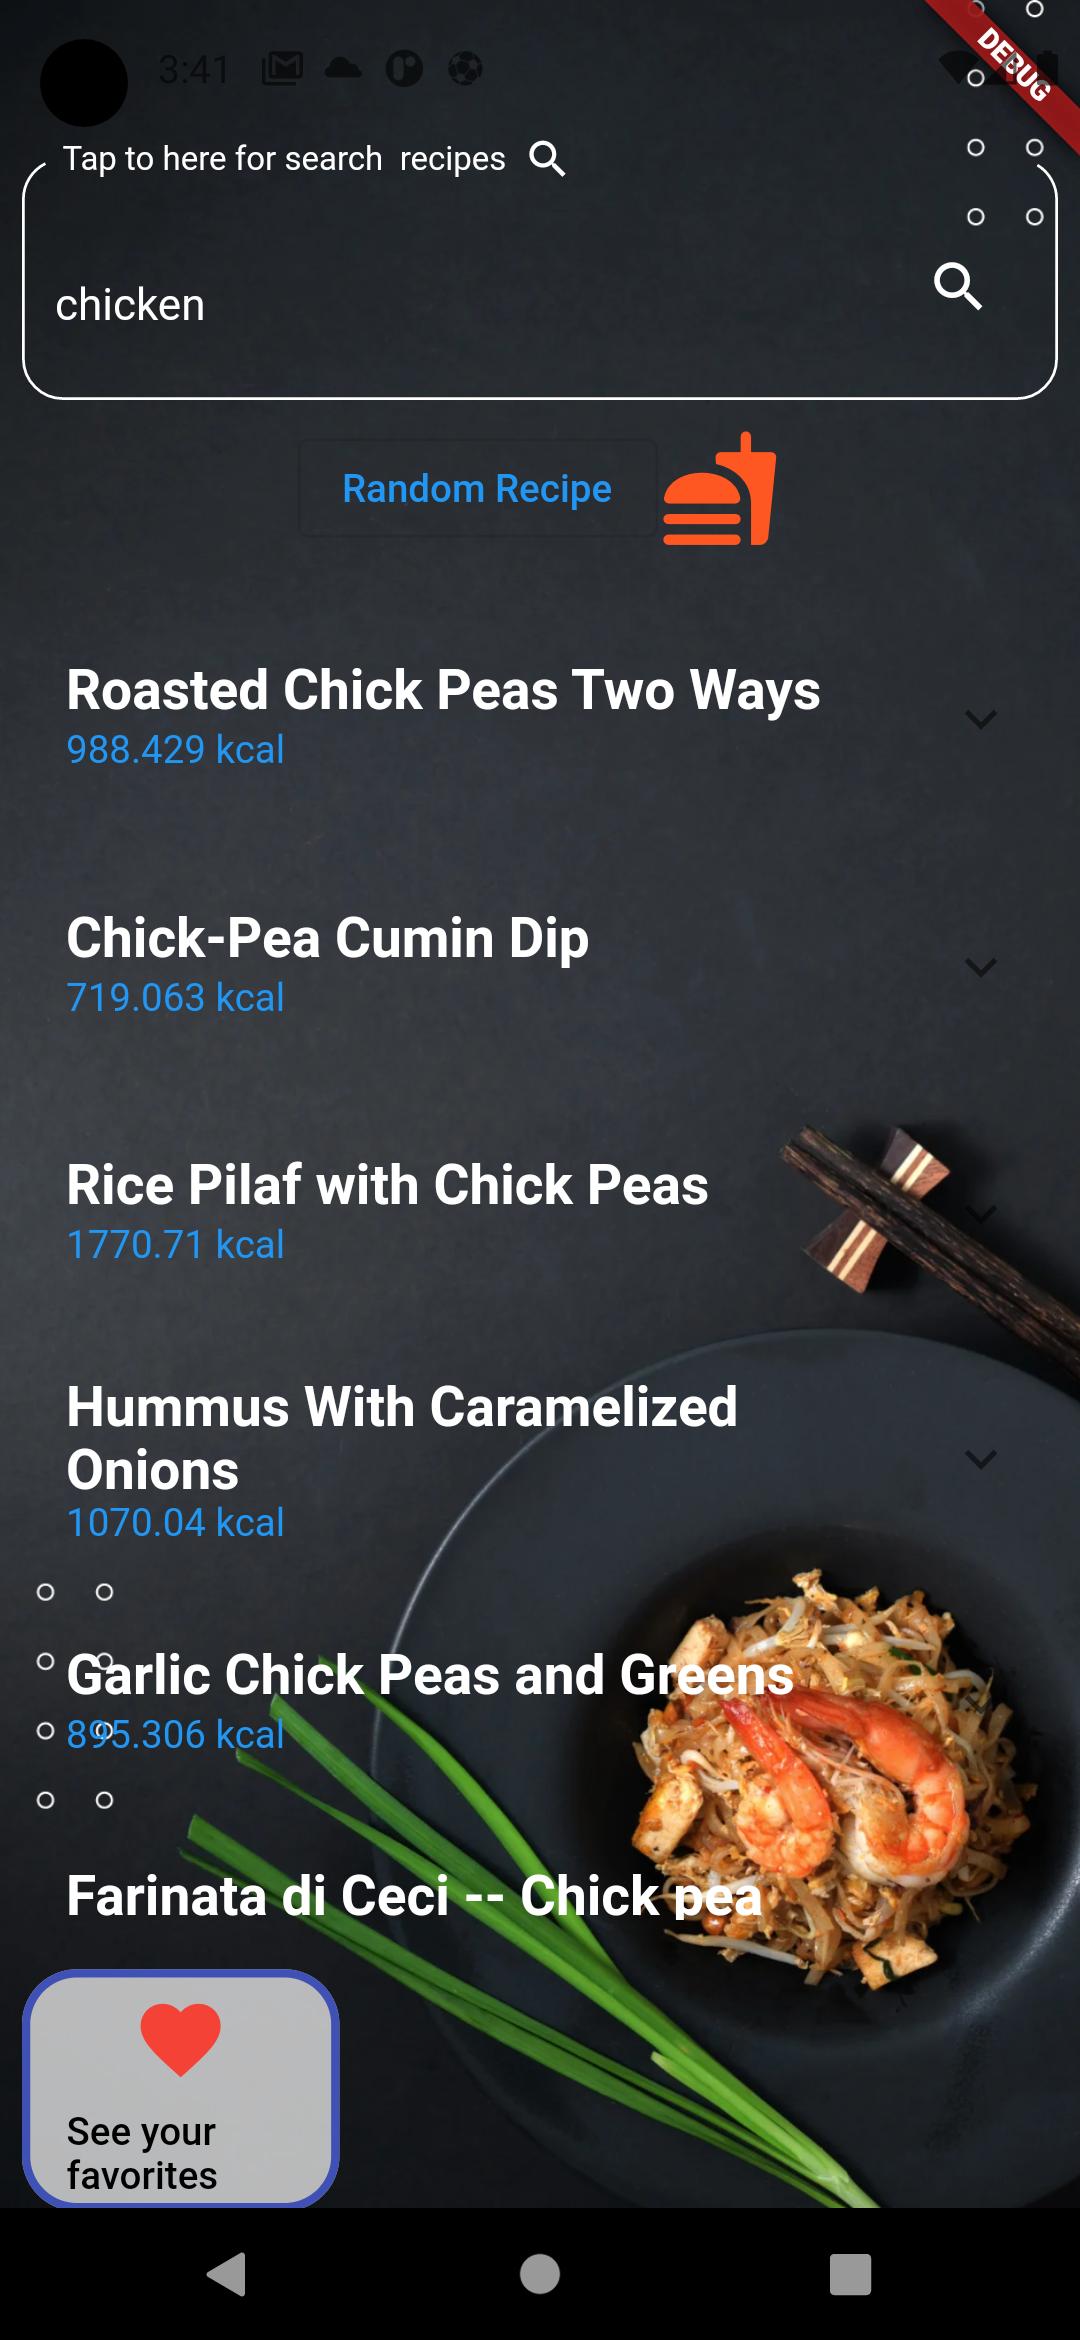 3:41
DEBUG
Tap to here for search recipes
chicken
Random Recipe
Roasted Chick Peas Two Ways
988.429 kcal
Chick-Pea Cumin Dip
719.063 kcal
Rice Pilaf with Chick Peas
1770.71 kcal
Hummus With Caramelized
Onions
1070.04 kcal
Garlic Chick Peas and Greens
895.306 kcal
Farinata di Ceci -- Chick pea
See your
favorites